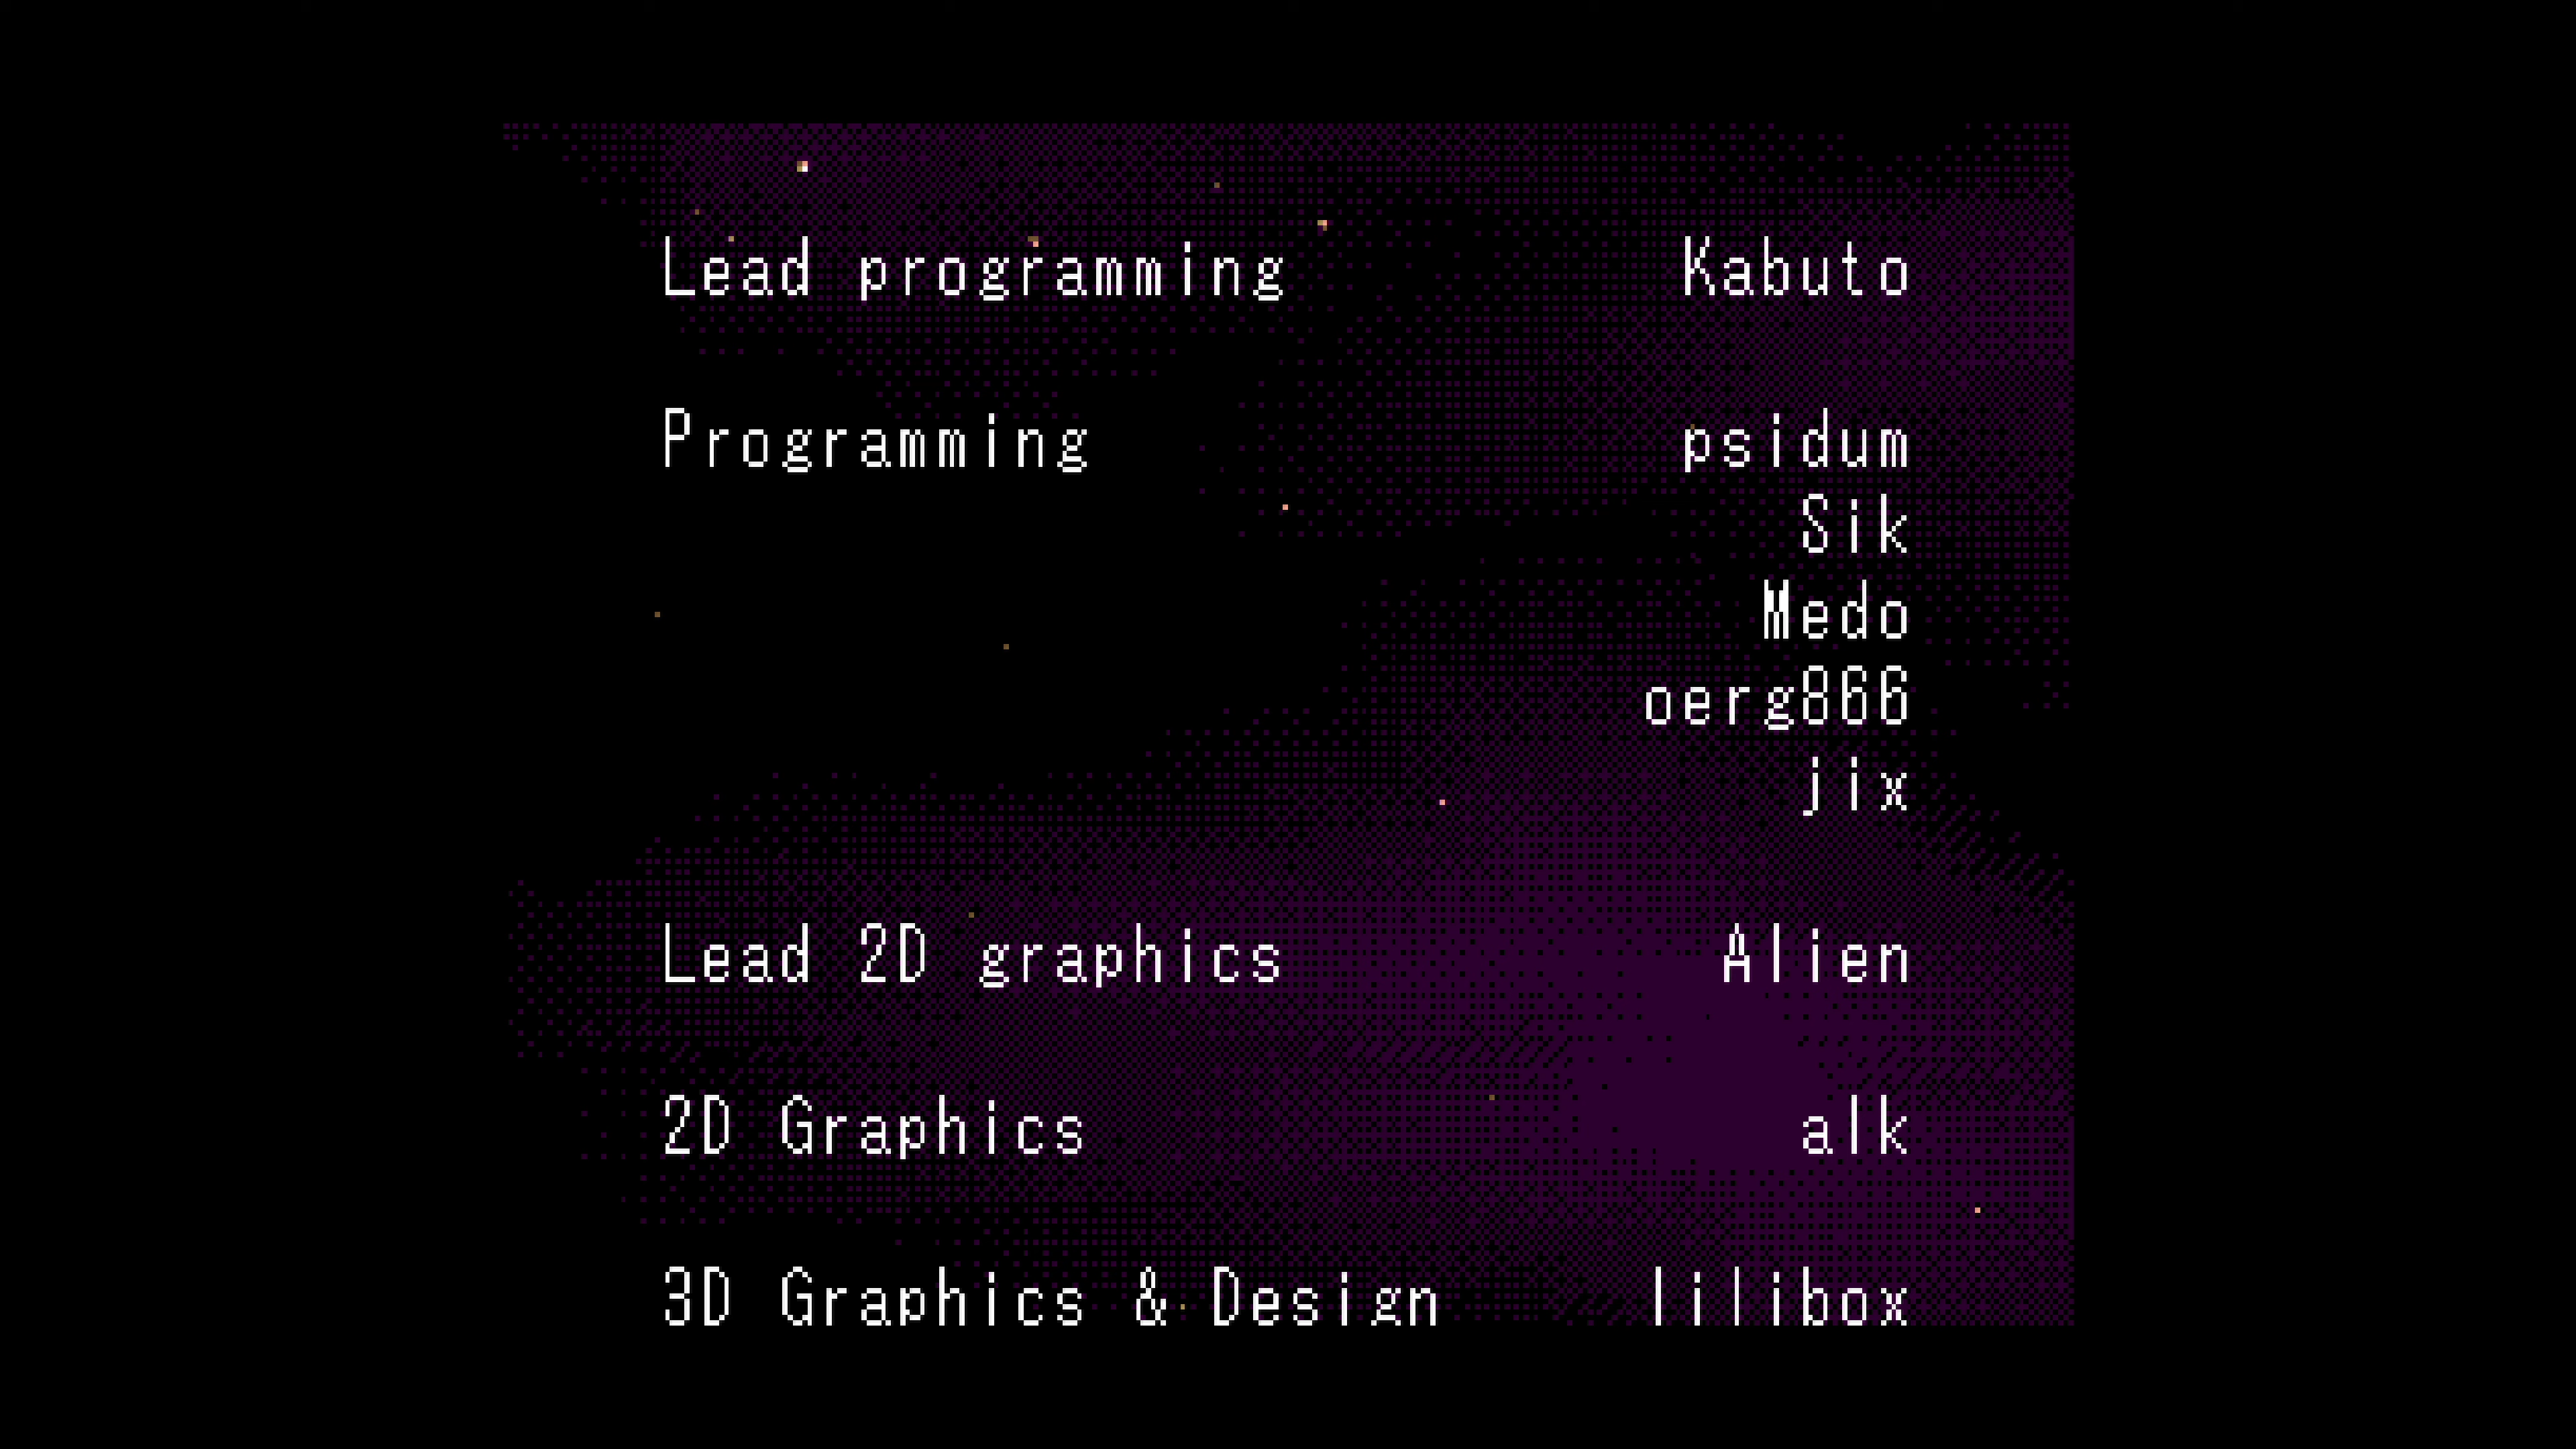 Lead programming Kabuto
Programming psidum
Sik
Medo
oerg866
jix
Lead 2D graphics Alien
2D Graphics alk
3D Graphics & Design lilibox